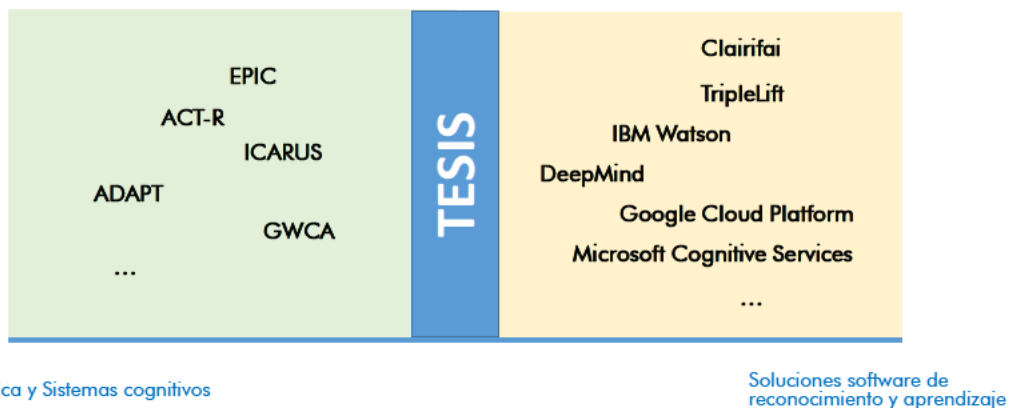 EPIC
ACT-R
ICARUS
ADAPT
GWCA
...
TESIS
Clairifai
TripleLift
IBM Watson
DeepMind
Google Cloud Platform
Microsoft Cognitive Services
...
ica y Sistemas cognitivos
Soluciones software de
reconocimiento y aprendizaje